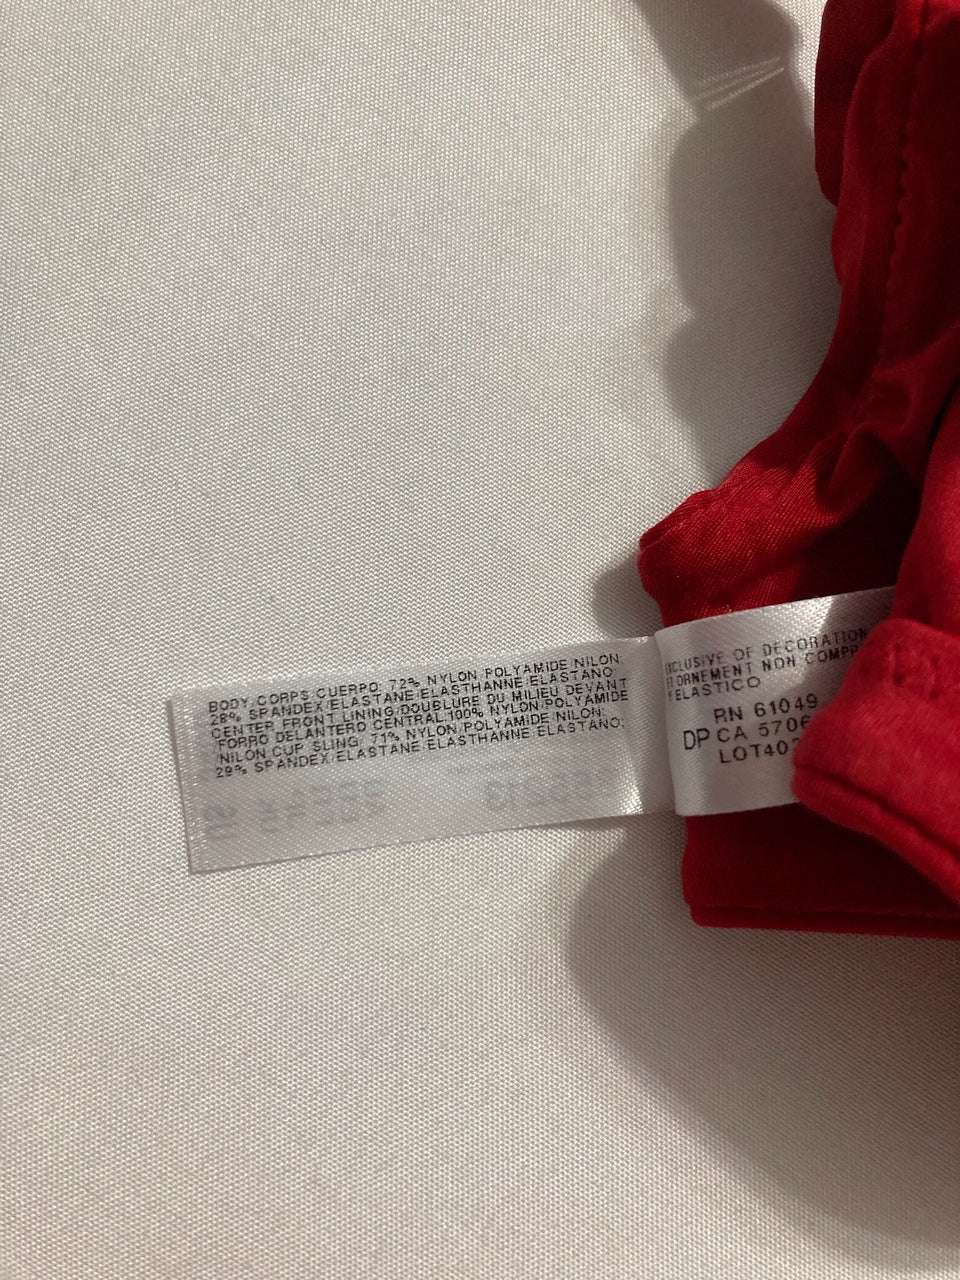 BODY/CORPS/CUERPO: 72% NYLON/POLYAMIDE/NILON;
28% SPANDEX/ELASTANE/ELASTHANNE/ELASTANO
CENTER FRONT LINING/DOUBLURE DU MILIEU DEVANT
FORRO DELANTERO CENTRAL:100% NYLON/POLYAMIDE
NILON CUP SLING: 71% NYLON/POLYAMIDE/NILON;
29% SPANDEX/ELASTANE/ELASTHANNE/ELASTANO;
EXCLUSIVE OF DECORATION
ORNEMENT NON COMPR
Y ELASTICO
RN 61049
DP CA 5706
LOT40